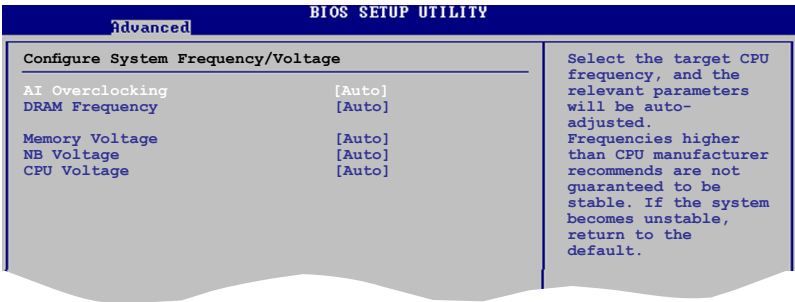 BIOS SETUP UTILITY
Advanced
Configure System Frequency/Voltage
AI Overclocking [Auto]
DRAM Frequency [Auto]
Memory Voltage [Auto]
NB Voltage [Auto]
CPU Voltage [Auto]
Select the target CPU
frequency, and the
relevant parameters
will be auto-
adjusted.
Frequencies higher
than CPU manufacturer
recommends are not
guaranteed to be
stable. If the system
becomes unstable,
return to the
default.